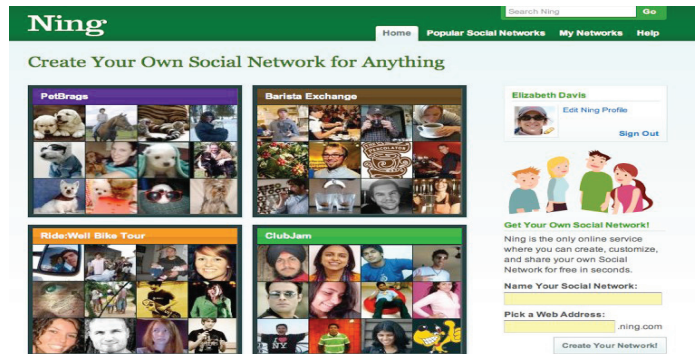 Ning
Search Ning
Go
Home
Popular Social Networks
My Networks
Help
Create Your Own Social Network for Anything
PetBrags
Barista Exchange
Ride:Well Bike Tour
ClubJam
I
NY
Elizabeth Davis
Edit Ning Profile
Sign Out
Get Your Own Social Network!
Ning is the only online service
where you can create, customize,
and share your own Social
Network for free in seconds.
Name Your Social Network:
Pick a Web Address:
.ning.com
Create Your Network!